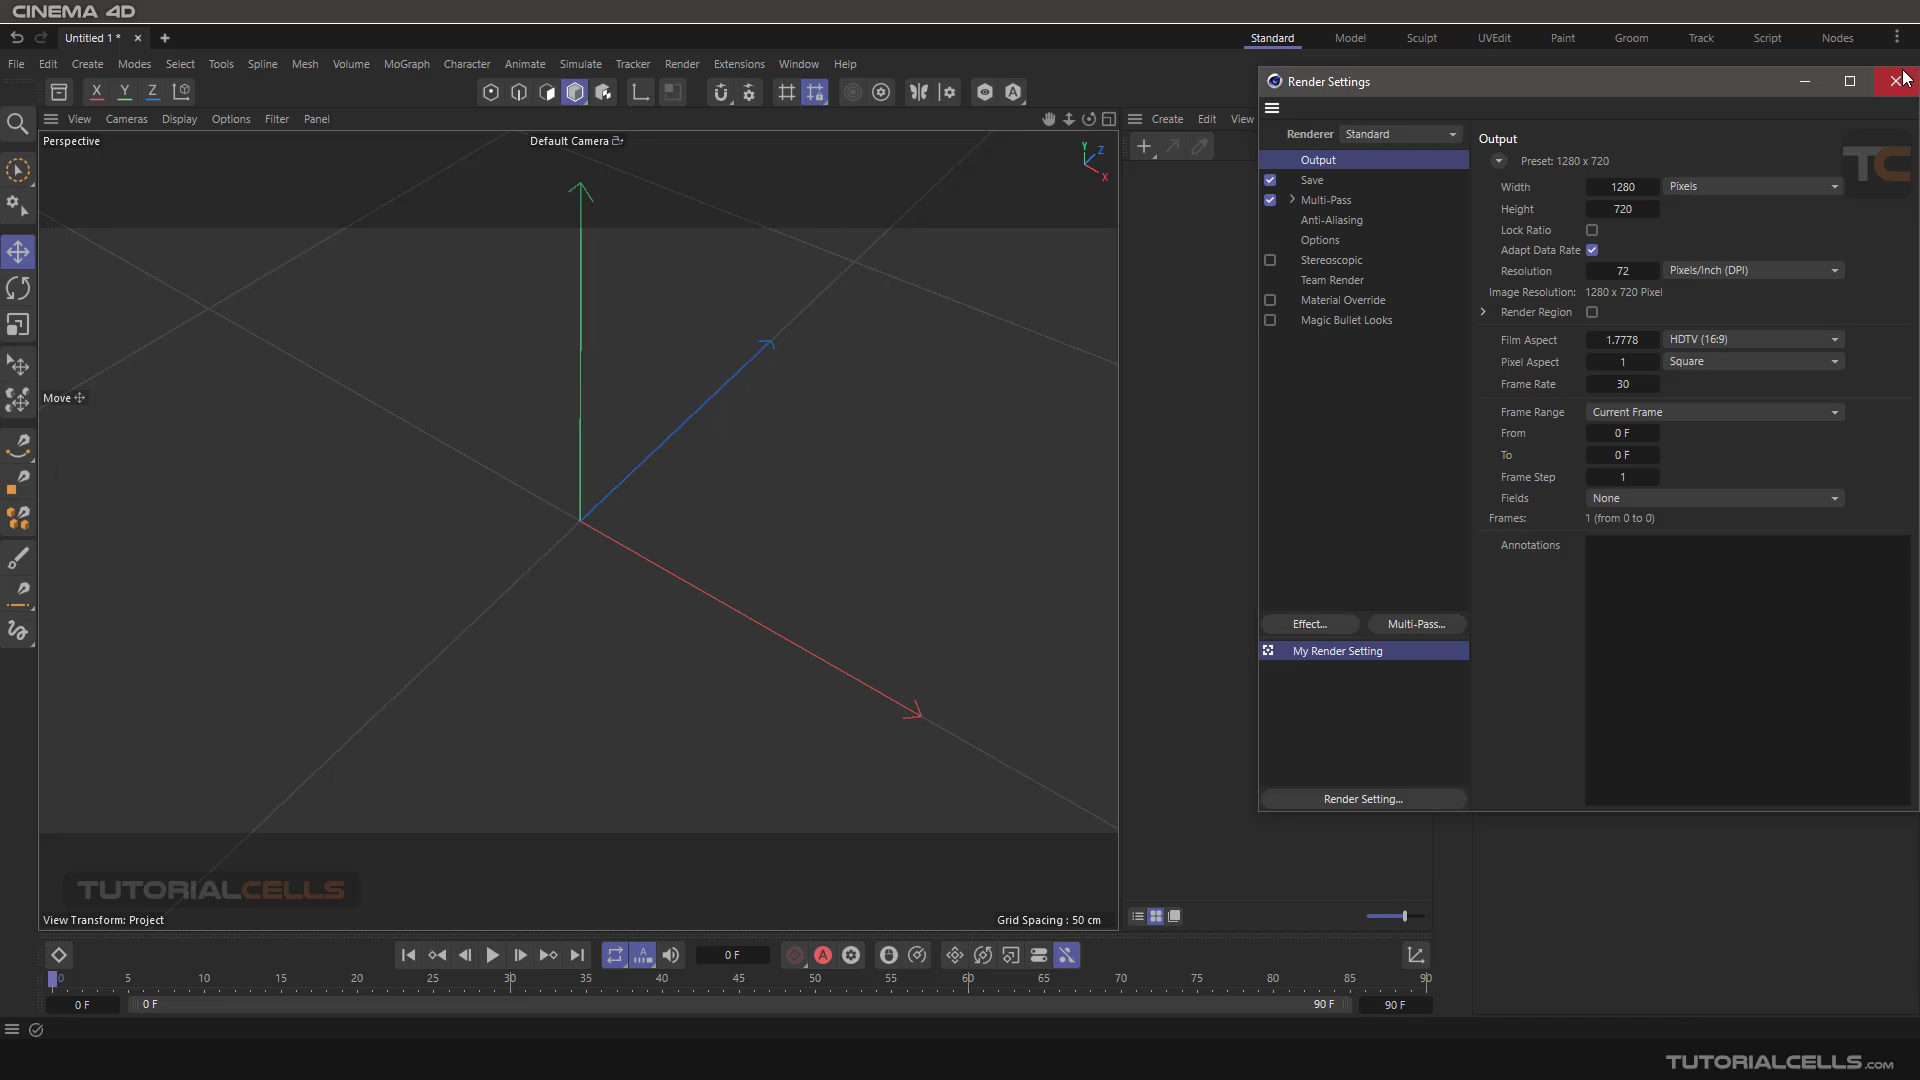 CINEMA 4D
Untitled 1 *
Standard Model Sculpt UVEdit Paint Groom Track Script Nodes
File Edit Create Modes Select Tools Spline Mesh Volume MoGraph Character Animate Simulate Tracker Render Extensions Window Help
X Y Z
View Cameras Display Options Filter Panel
Perspective
Default Camera
Y
Z
X
Move
TUTORIALCELLS
View Transform: Project
Grid Spacing : 50 cm
Create Edit View
Render Settings
Renderer Standard
Output
Save
Multi-Pass
Anti-Aliasing
Options
Stereoscopic
Team Render
Material Override
Magic Bullet Looks
Effect... Multi-Pass...
My Render Setting
Render Setting...
Output
TC
Preset: 1280 x 720
Width 1280 Pixels
Height 720
Lock Ratio
Adapt Data Rate
Resolution 72 Pixels/Inch (DPI)
Image Resolution: 1280 x 720 Pixel
Render Region
Film Aspect 1.7778 HDTV (16:9)
Pixel Aspect 1 Square
Frame Rate 30
Frame Range Current Frame
From 0 F
To 0 F
Frame Step 1
Fields None
Frames: 1 (from 0 to 0)
Annotations
0 F
A
0 5 10 15 20 25 30 35 40 45 50 55 60 65 70 75 80 85 90
0 F 0 F 90 F 90 F
TUTORIALCELLS.COM